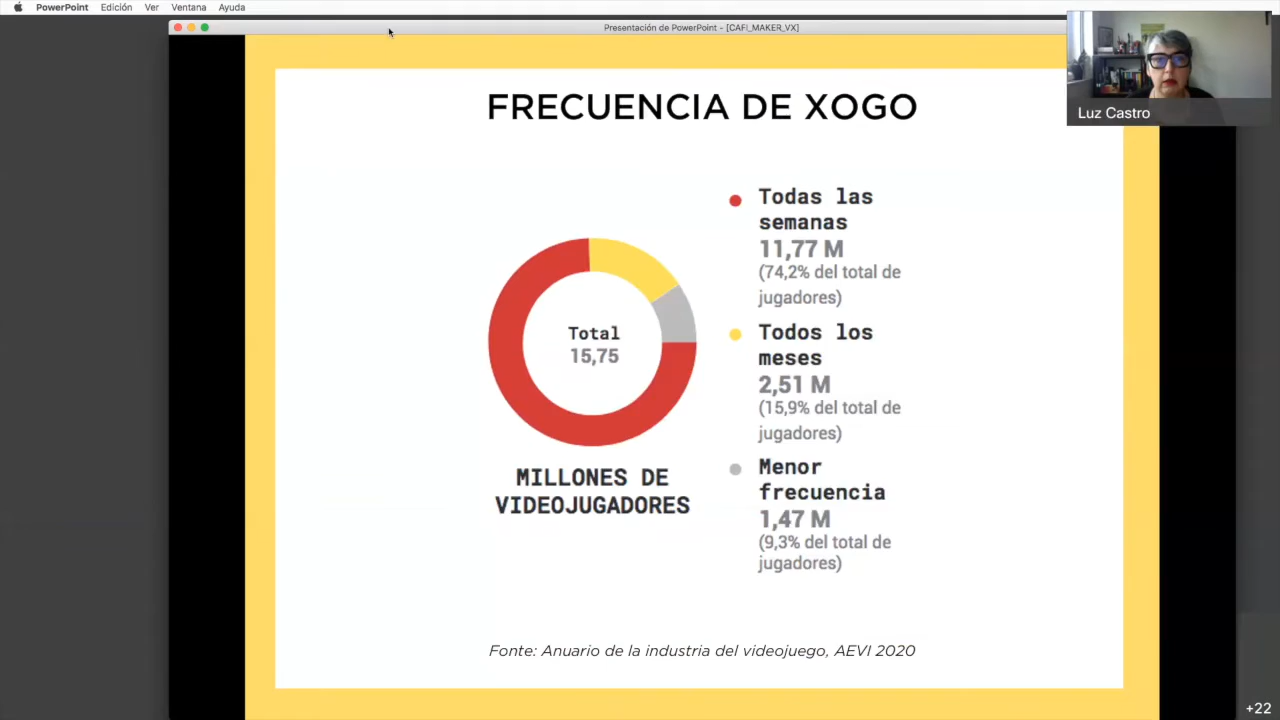 PowerPoint Edición Ver Ventana Ayuda
Presentación de PowerPoint - [CAFI_MAKER_VX]
Luz Castro
FRECUENCIA DE XOGO
Total
15,75
MILLONES DE
VIDEOJUGADORES
Todas las
semanas
11,77 M
(74,2% del total de
jugadores)
Todos los
meses
2,51 M
(15,9% del total de
jugadores)
Menor
frecuencia
1,47 M
(9,3% del total de
jugadores)
Fonte: Anuario de la industria del videojuego, AEVI 2020
+22